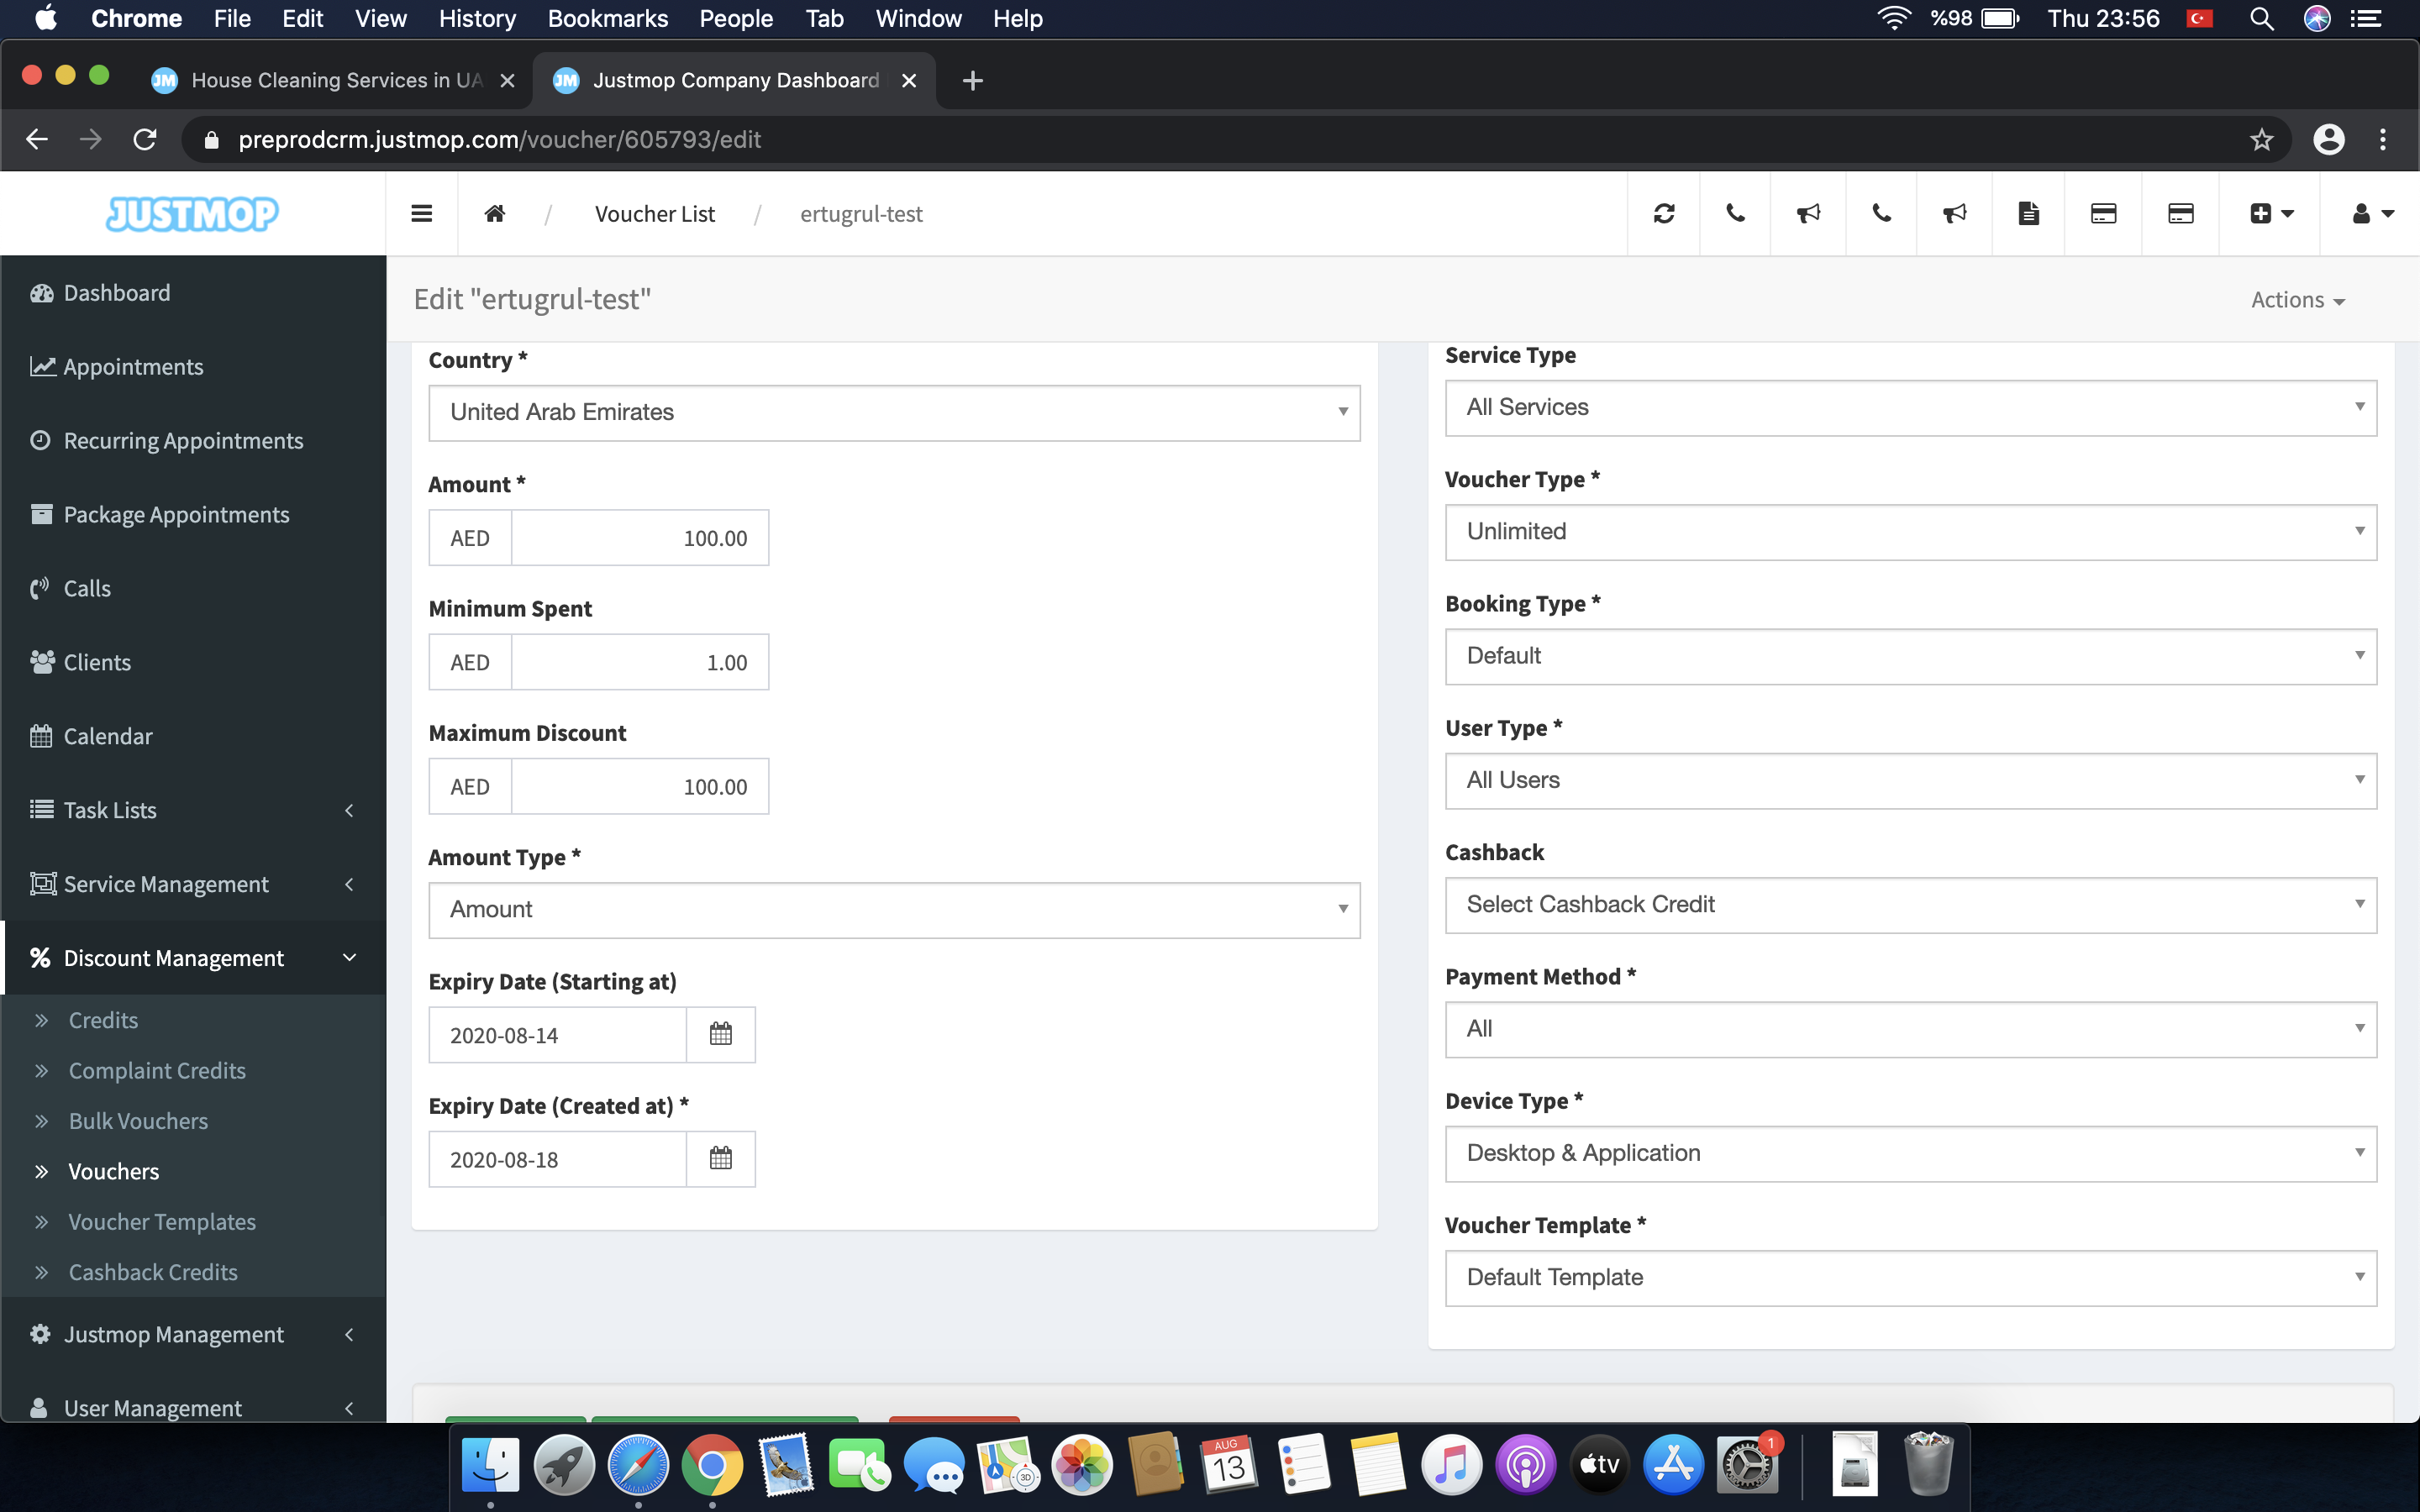 Chrome File Edit View History Bookmarks People Tab Window Help %98 Thu 23:56
JM House Cleaning Services in UA JM Justmop Company Dashboard
preprodcrm.justmop.com/voucher/605793/edit
JUSTMOP / Voucher List / ertugrul-test
Edit "ertugrul-test" Actions
Dashboard
Appointments
Recurring Appointments
Package Appointments
Calls
Clients
Calendar
Task Lists
Service Management
Discount Management
Credits
Complaint Credits
Bulk Vouchers
Vouchers
Voucher Templates
Cashback Credits
Justmop Management
User Management
Country *
United Arab Emirates
Amount *
AED 100.00
Minimum Spent
AED 1.00
Maximum Discount
AED 100.00
Amount Type *
Amount
Expiry Date (Starting at)
2020-08-14
Expiry Date (Created at) *
2020-08-18
Service Type
All Services
Voucher Type *
Unlimited
Booking Type *
Default
User Type *
All Users
Cashback
Select Cashback Credit
Payment Method *
All
Device Type *
Desktop & Application
Voucher Template *
Default Template
3D AUG 13 tv 1